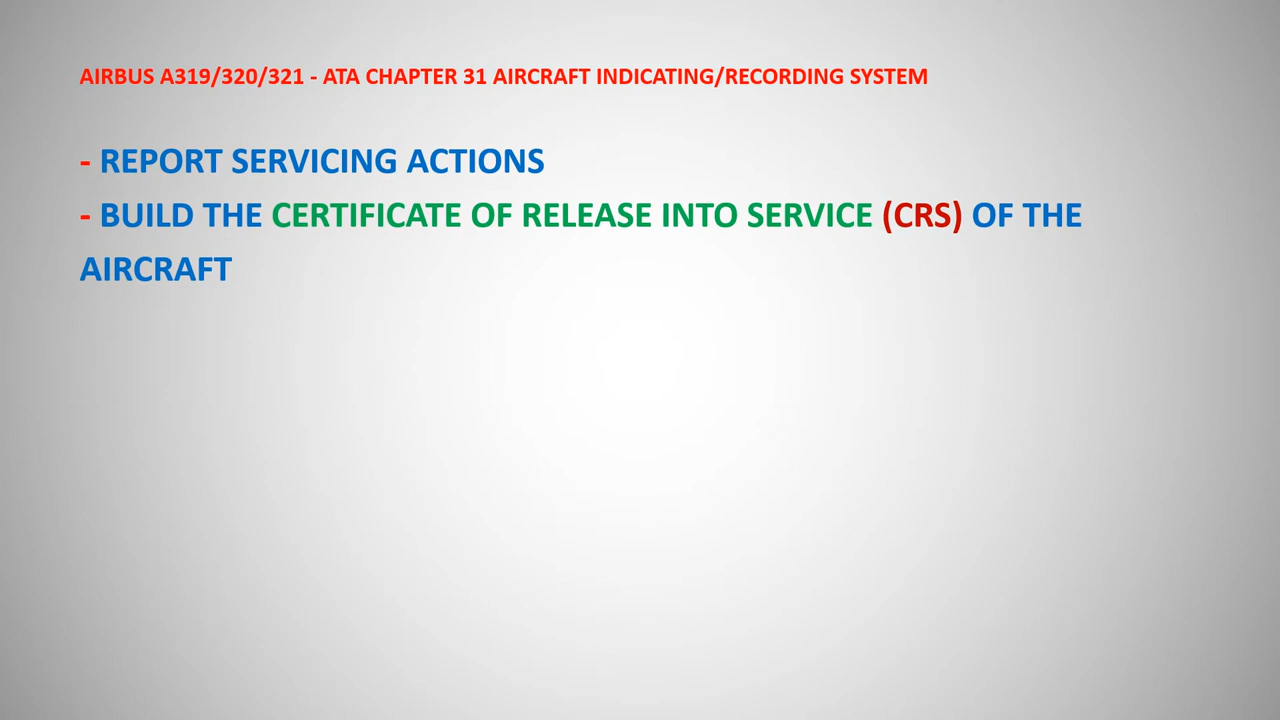 AIRBUS A319/320/321 - ATA CHAPTER 31 AIRCRAFT INDICATING/RECORDING SYSTEM
- REPORT SERVICING ACTIONS
- BUILD THE CERTIFICATE OF RELEASE INTO SERVICE (CRS) OF THE
AIRCRAFT